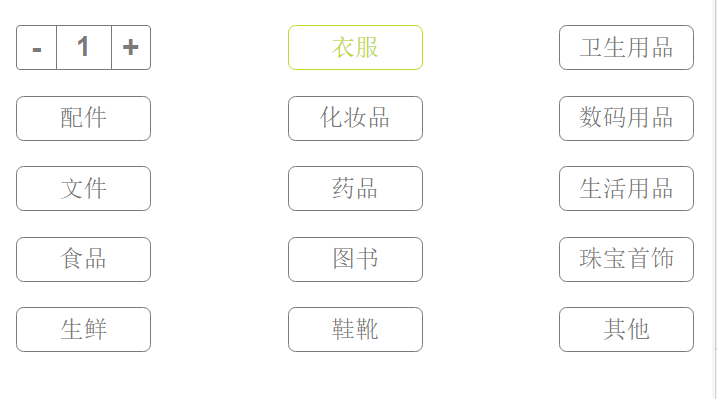 - 1 + 衣服 卫生用品
配件 化妆品 数码用品
文件 药品 生活用品
食品 图书 珠宝首饰
生鲜 鞋靴 其他